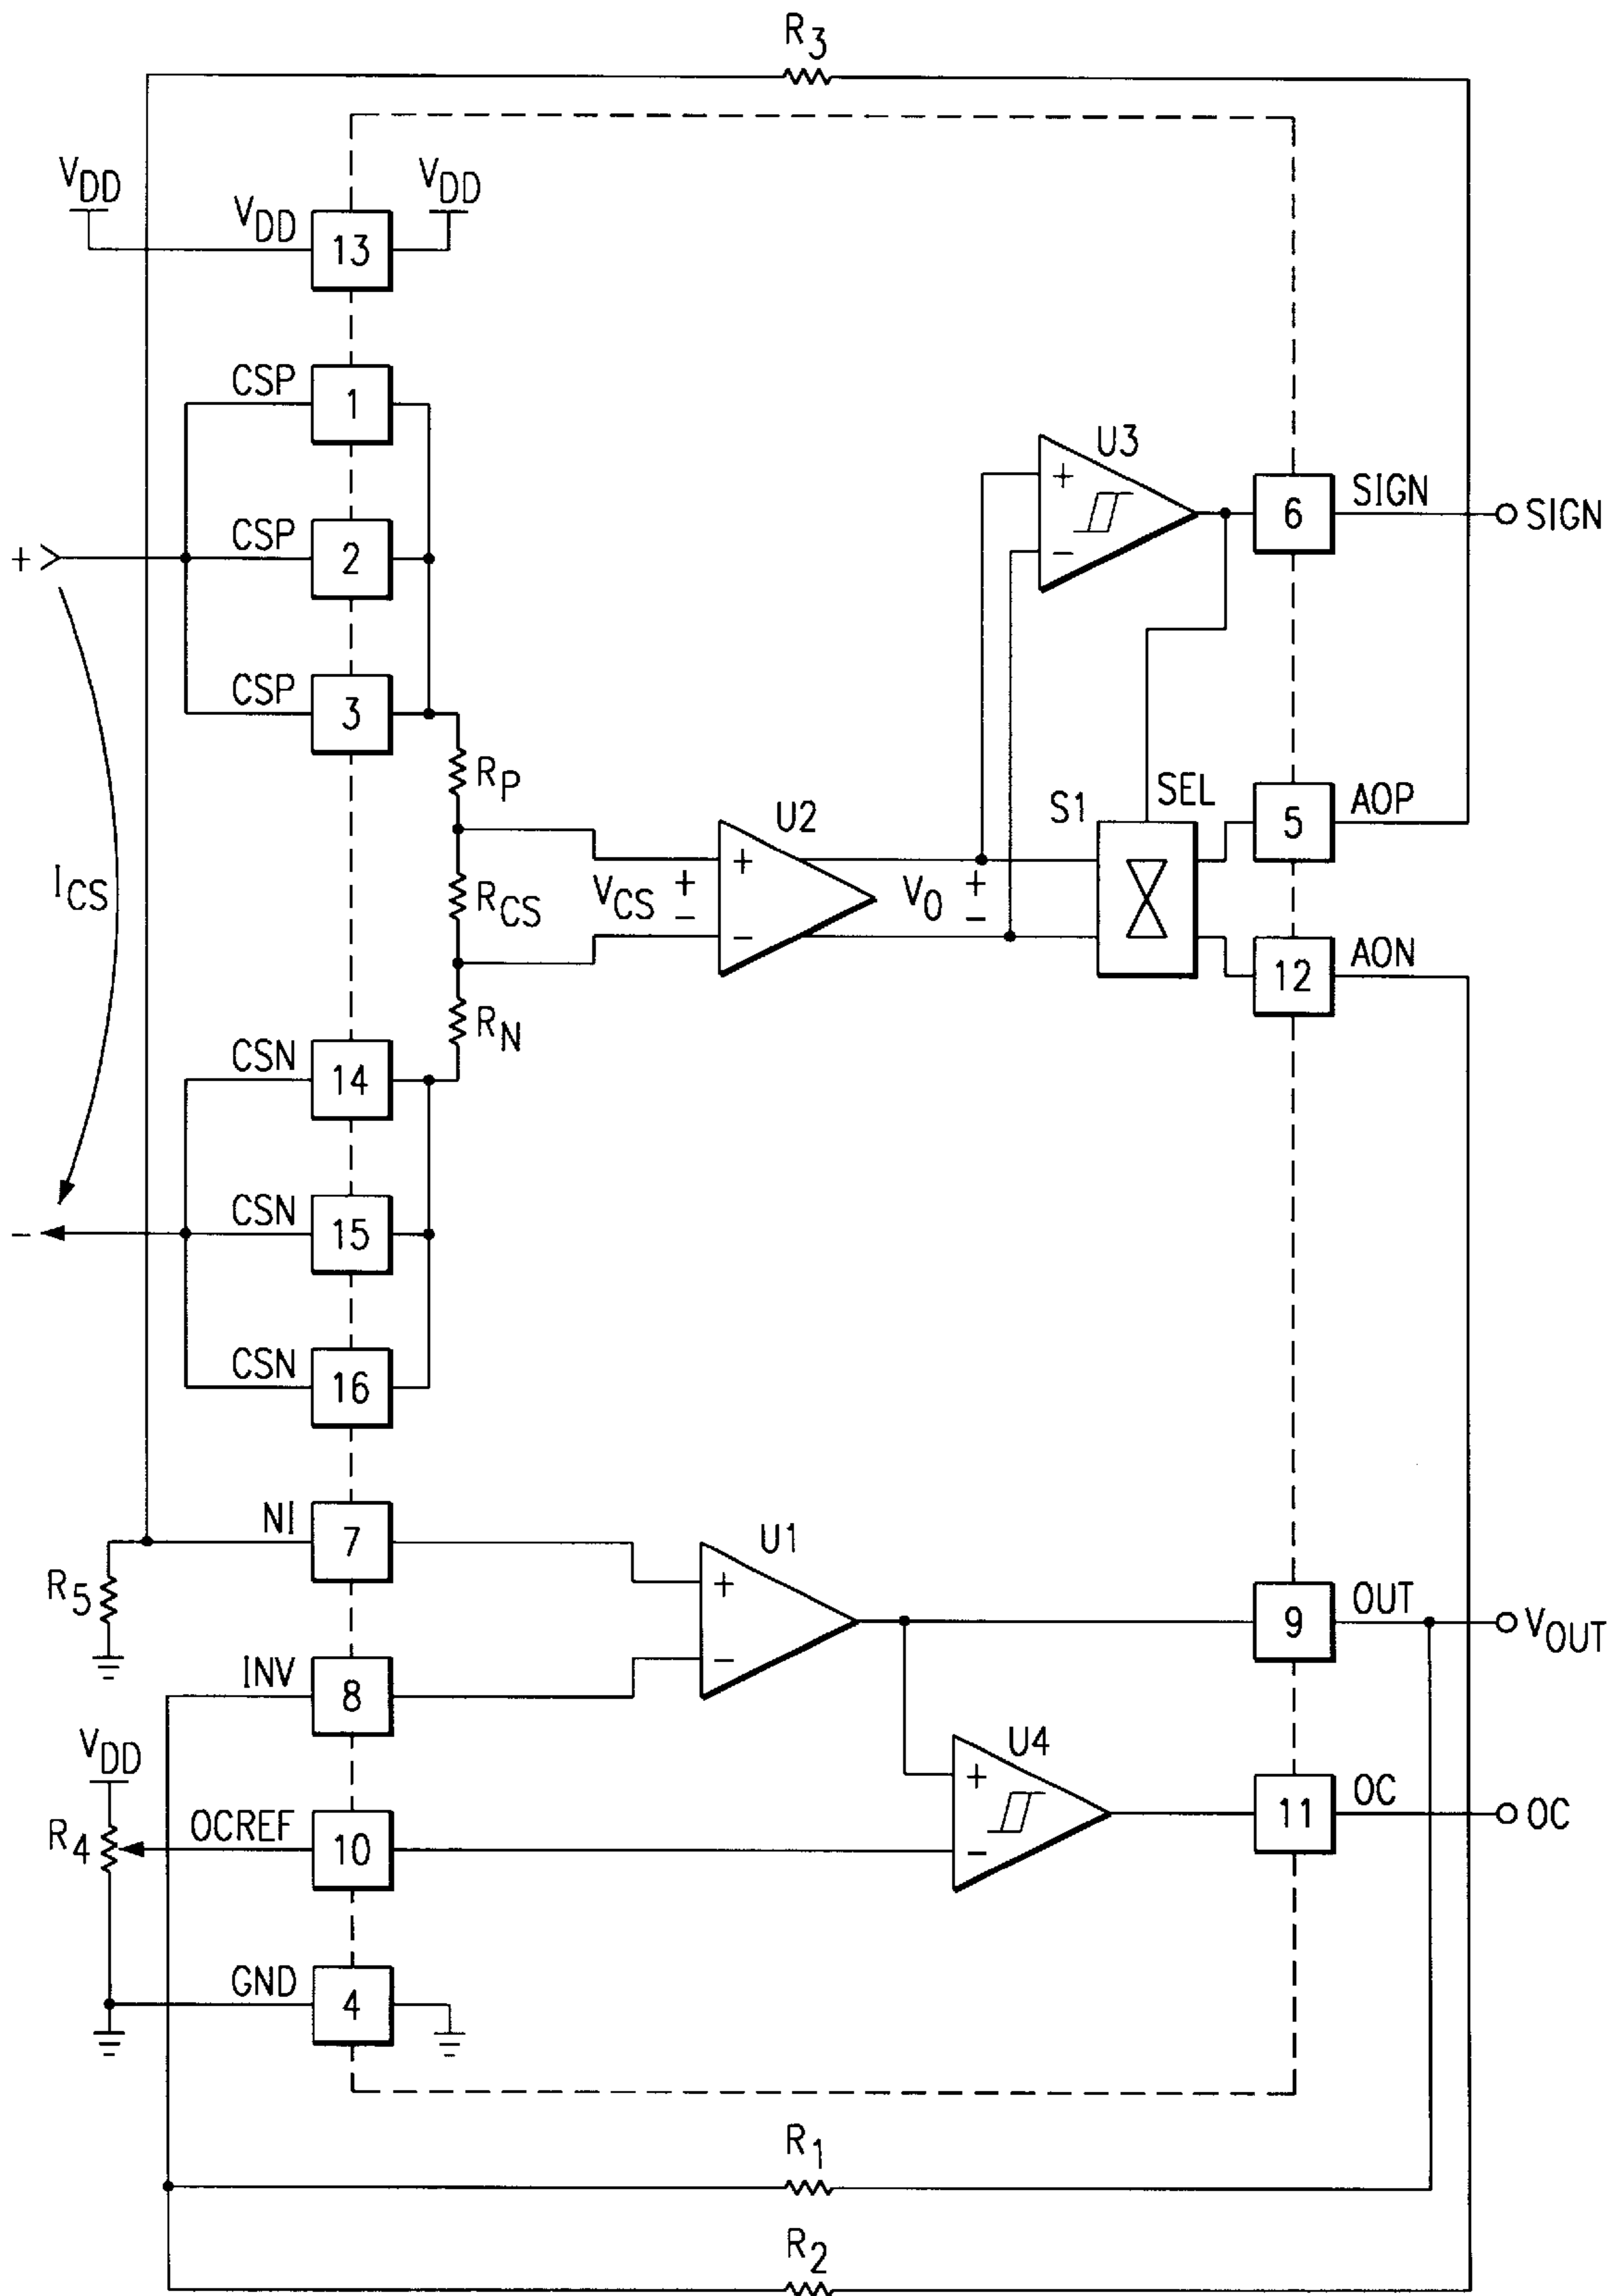 R3
VDD
VDD
VDD
13
CSP
1
CSP
2
CSP
3
+
ICS
-
RP
RCS
RN
VCS
+
-
U2
+
-
VO
+
-
U3
+
-
6
SIGN
SIGN
S1
SEL
5
AOP
12
AON
CSN
14
CSN
15
CSN
16
NI
7
R5
INV
8
U1
+
-
9
OUT
VOUT
VDD
R4
OCREF
10
U4
+
-
11
OC
OC
GND
4
R1
R2